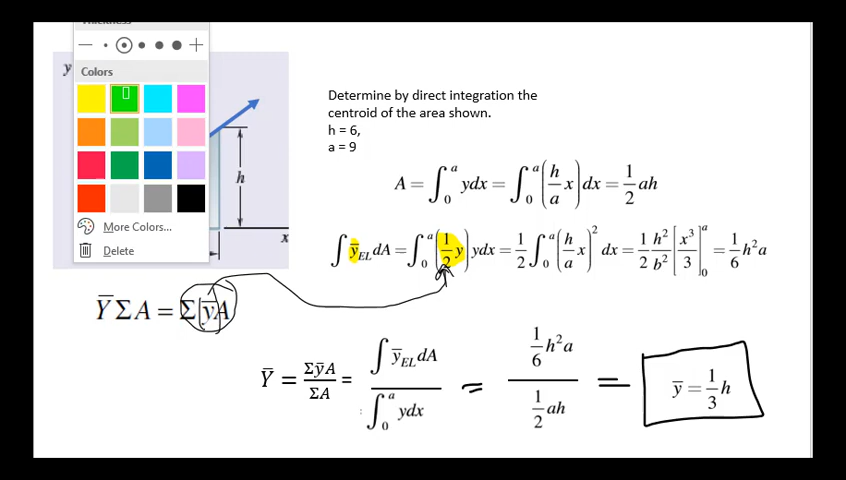 Thickness
Colors
More Colors...
Delete
y
h
x
Determine by direct integration the
centroid of the area shown.
h = 6,
a = 9
A = ∫₀ᵃ ydx = ∫₀ᵃ (h/a x) dx = 1/2 ah
∫ ȳ_EL dA = ∫₀ᵃ (1/2 y) ydx = 1/2 ∫₀ᵃ (h/a x)² dx = 1/2 h²/b² [x³/3]₀ᵃ = 1/6 h²a
Ȳ Σ A = Σ ȳA
Ȳ = ΣȳA/ΣA = ∫ ȳ_EL dA / ∫₀ᵃ ydx = 1/6 h²a / 1/2 ah = ȳ = 1/3 h